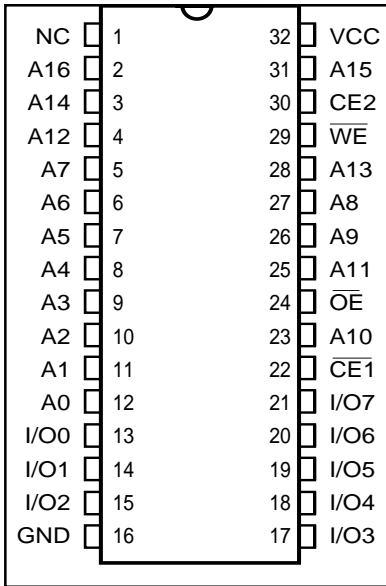 NC 1 32 VCC
A16 2 31 A15
A14 3 30 CE2
A12 4 29 W̅E̅
A7 5 28 A13
A6 6 27 A8
A5 7 26 A9
A4 8 25 A11
A3 9 24 O̅E̅
A2 10 23 A10
A1 11 22 C̅E̅1̅
A0 12 21 I/O7
I/O0 13 20 I/O6
I/O1 14 19 I/O5
I/O2 15 18 I/O4
GND 16 17 I/O3